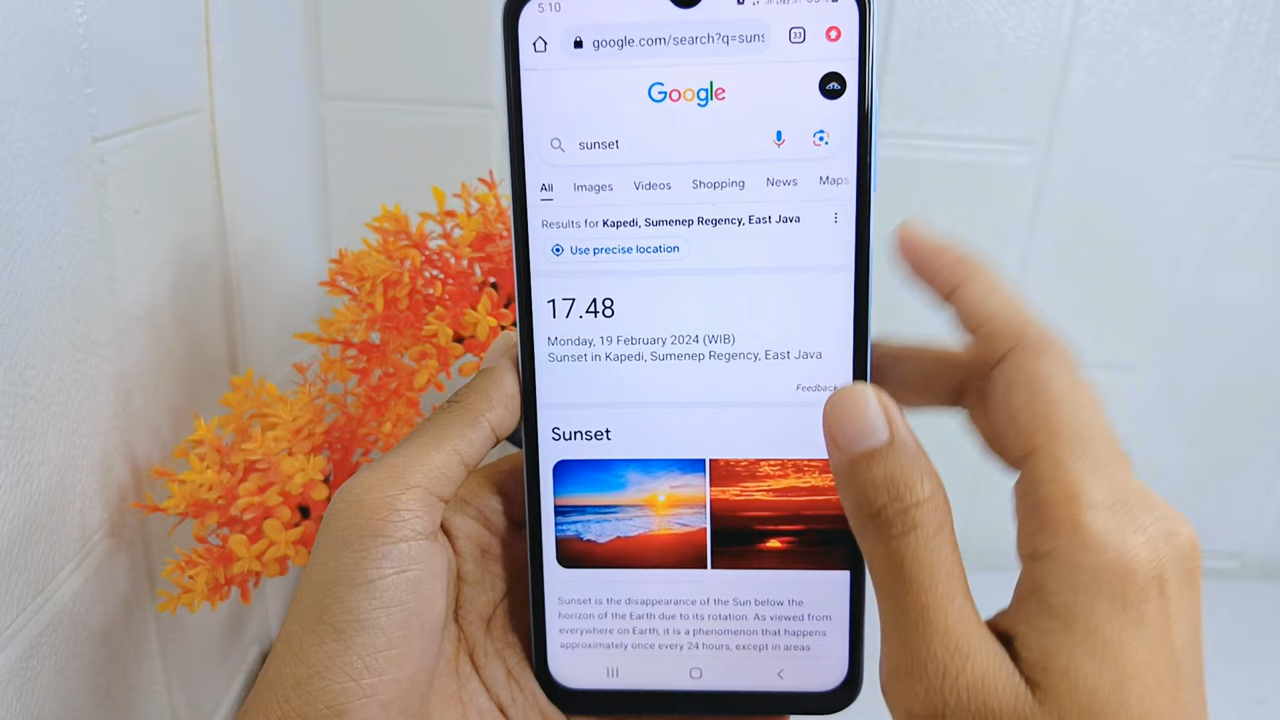 5:10
google.com/search?q=suns
33
Google
sunset
All Images Videos Shopping News Maps
Results for Kapedi, Sumenep Regency, East Java
Use precise location
17.48
Monday, 19 February 2024 (WIB)
Sunset in Kapedi, Sumenep Regency, East Java
Feedback
Sunset
Sunset is the disappearance of the Sun below the
horizon of the Earth due to its rotation. As viewed from
everywhere on Earth, it is a phenomenon that happens
approximately once every 24 hours, except in areas